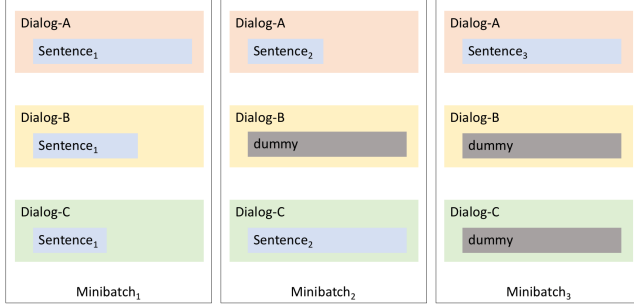 Dialog-A
Sentence₁
Dialog-B
Sentence₁
Dialog-C
Sentence₁
Minibatch₁
Dialog-A
Sentence₂
Dialog-B
dummy
Dialog-C
Sentence₂
Minibatch₂
Dialog-A
Sentence₃
Dialog-B
dummy
Dialog-C
dummy
Minibatch₃